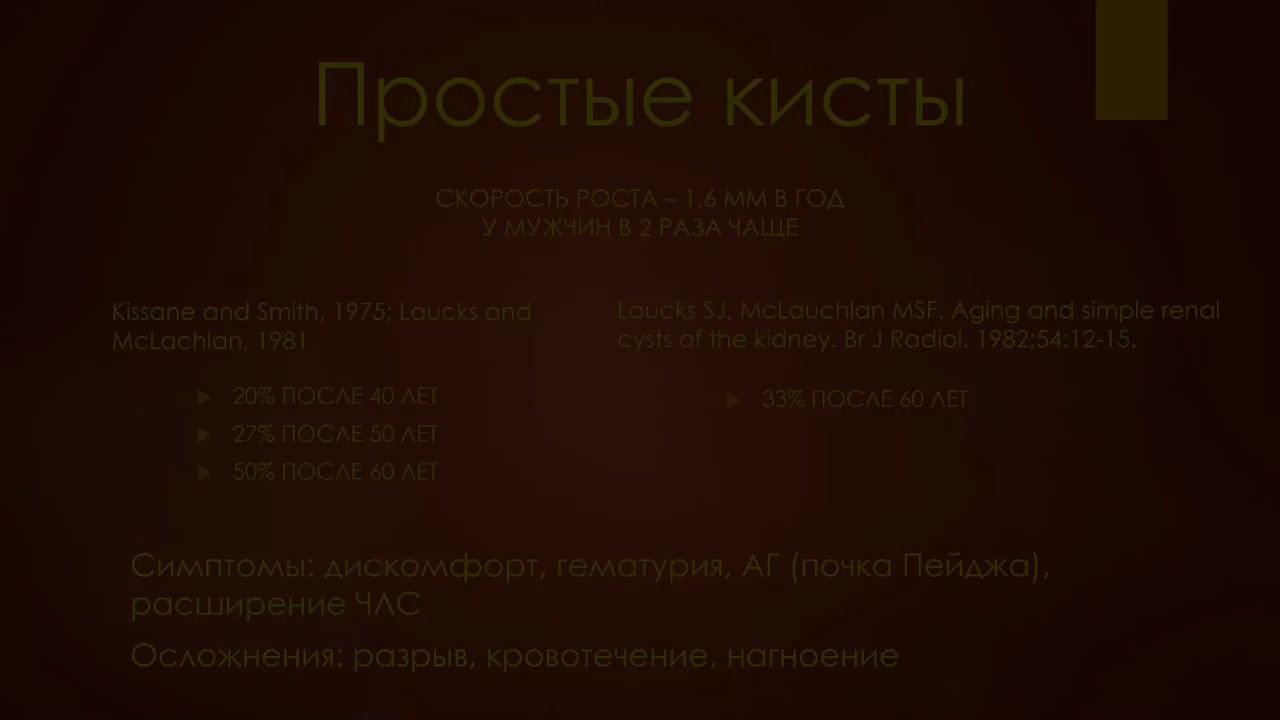 Простые кисты
СКОРОСТЬ РОСТА – 1,6 ММ В ГОД
У МУЖЧИН В 2 РАЗА ЧАЩЕ
Kissane and Smith, 1975; Laucks and
McLachlan, 1981
20% ПОСЛЕ 40 ЛЕТ
27% ПОСЛЕ 50 ЛЕТ
50% ПОСЛЕ 60 ЛЕТ
Laucks SJ, McLauchlan MSF. Aging and simple renal
cysts of the kidney. Br J Radiol. 1982;54:12-15.
33% ПОСЛЕ 60 ЛЕТ
Симптомы: дискомфорт, гематурия, АГ (почка Пейджа),
расширение ЧЛС
Осложнения: разрыв, кровотечение, нагноение